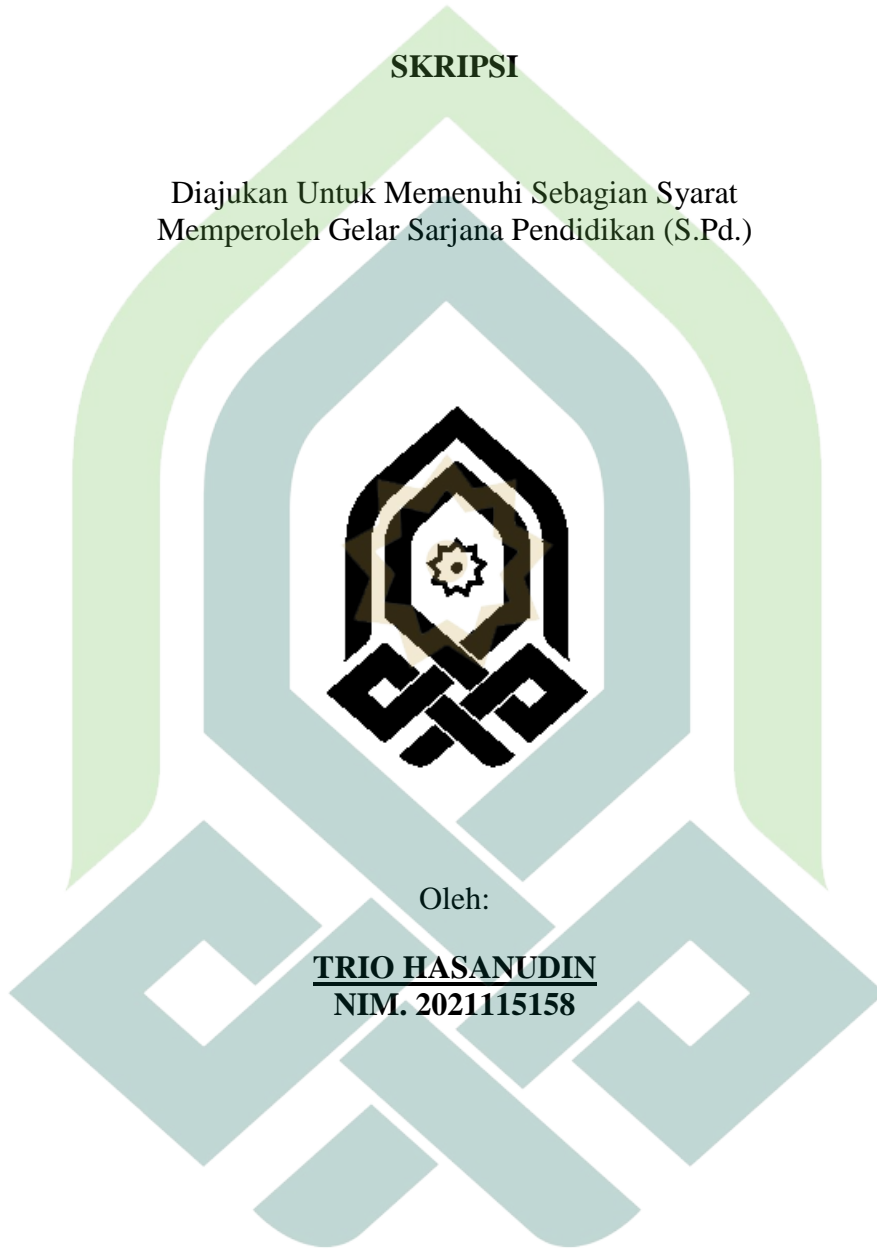 SKRIPSI
Diajukan Untuk Memenuhi Sebagian Syarat
Memperoleh Gelar Sarjana Pendidikan (S.Pd.)
Oleh:
TRIO HASANUDIN
NIM. 2021115158